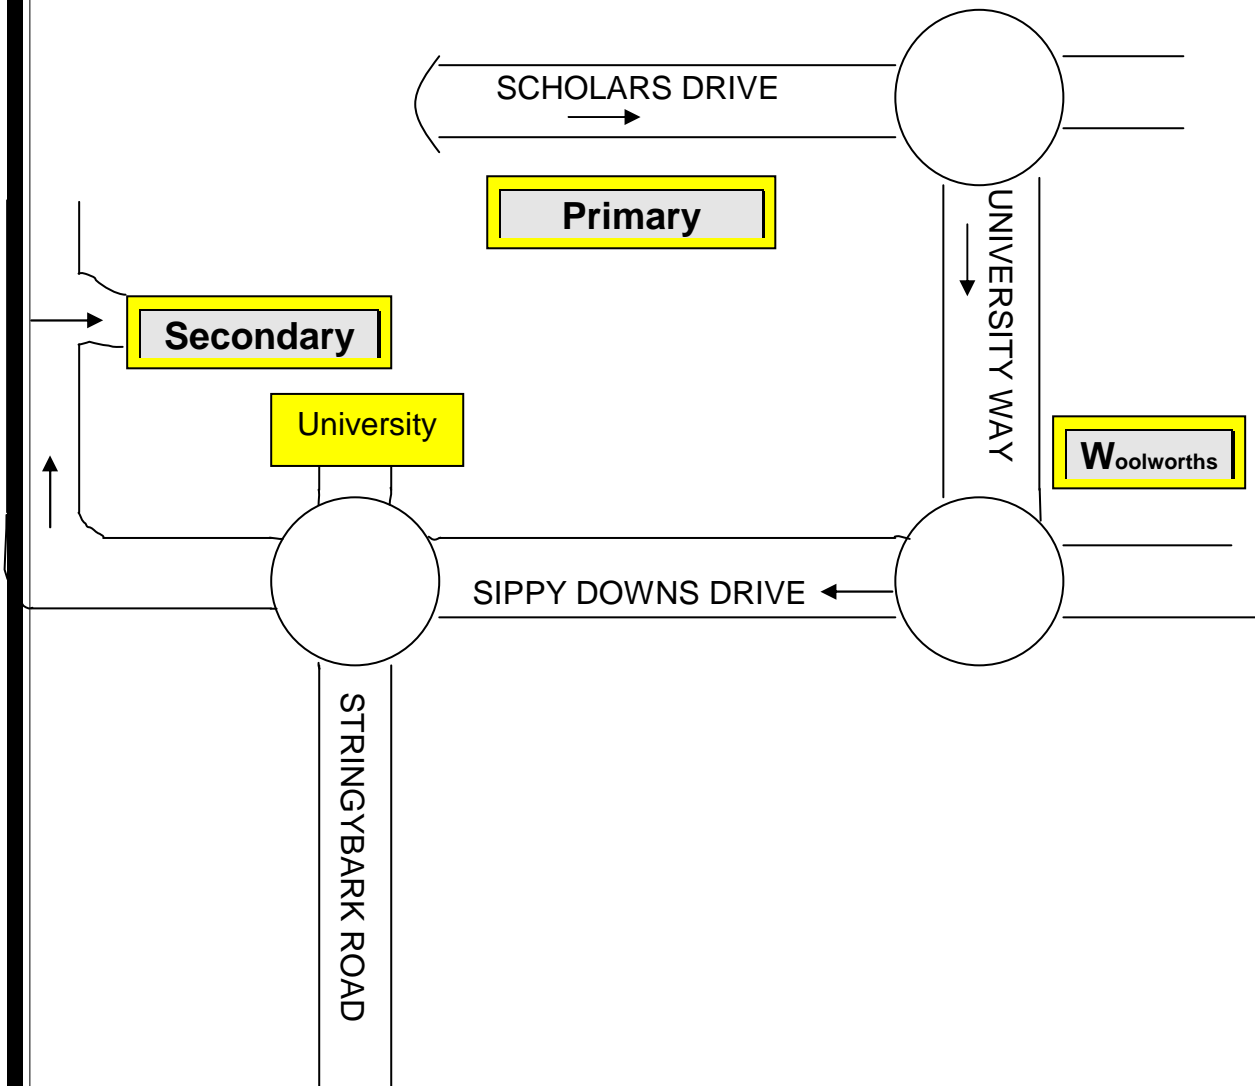 SCHOLARS DRIVE
Primary
UNIVERSITY WAY
Secondary
University
Woolworths
SIPPY DOWNS DRIVE
STRINGYBARK ROAD